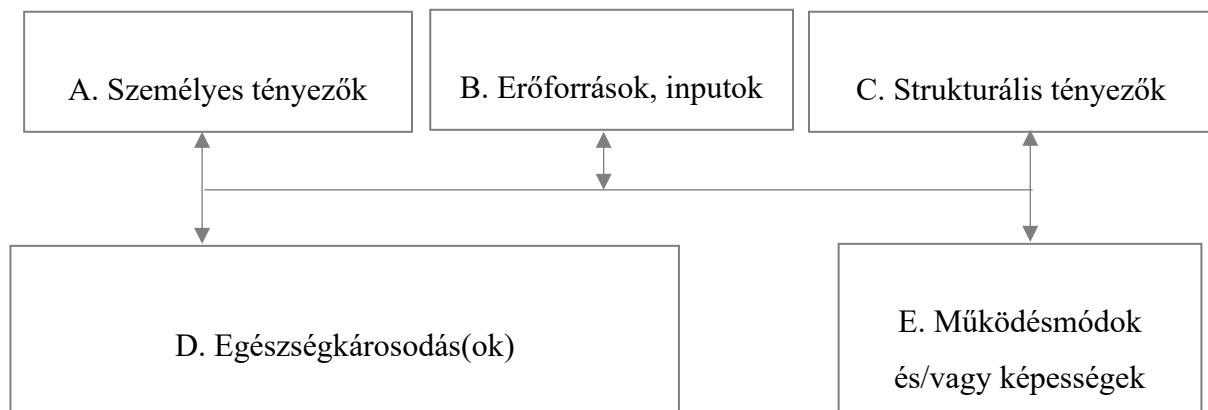 A. Személyes tényezők
B. Erőforrások, inputok
C. Strukturális tényezők
D. Egészségkárosodás(ok)
E. Működésmódok
és/vagy képességek